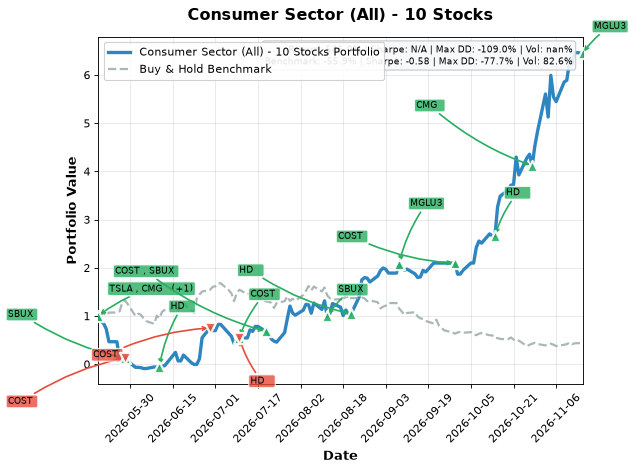 Consumer Sector (All) - 10 Stocks
MGLU3
Consumer Sector (All) - 10 Stocks Portfolio
Buy & Hold Benchmark
Sharpe: N/A | Max DD: -109.0% | Vol: nan%
Benchmark: -55.9% | Sharpe: -0.58 | Max DD: -77.7% | Vol: 82.6%
CMG
HD
MGLU3
COST
COST , SBUX
HD
TSLA , CMG (+1)
COST
SBUX
HD
SBUX
COST
HD
COST
Portfolio Value
6
5
4
3
2
1
0
2026-05-30
2026-06-15
2026-07-01
2026-07-17
2026-08-02
2026-08-18
2026-09-03
2026-09-19
2026-10-05
2026-10-21
2026-11-06
Date